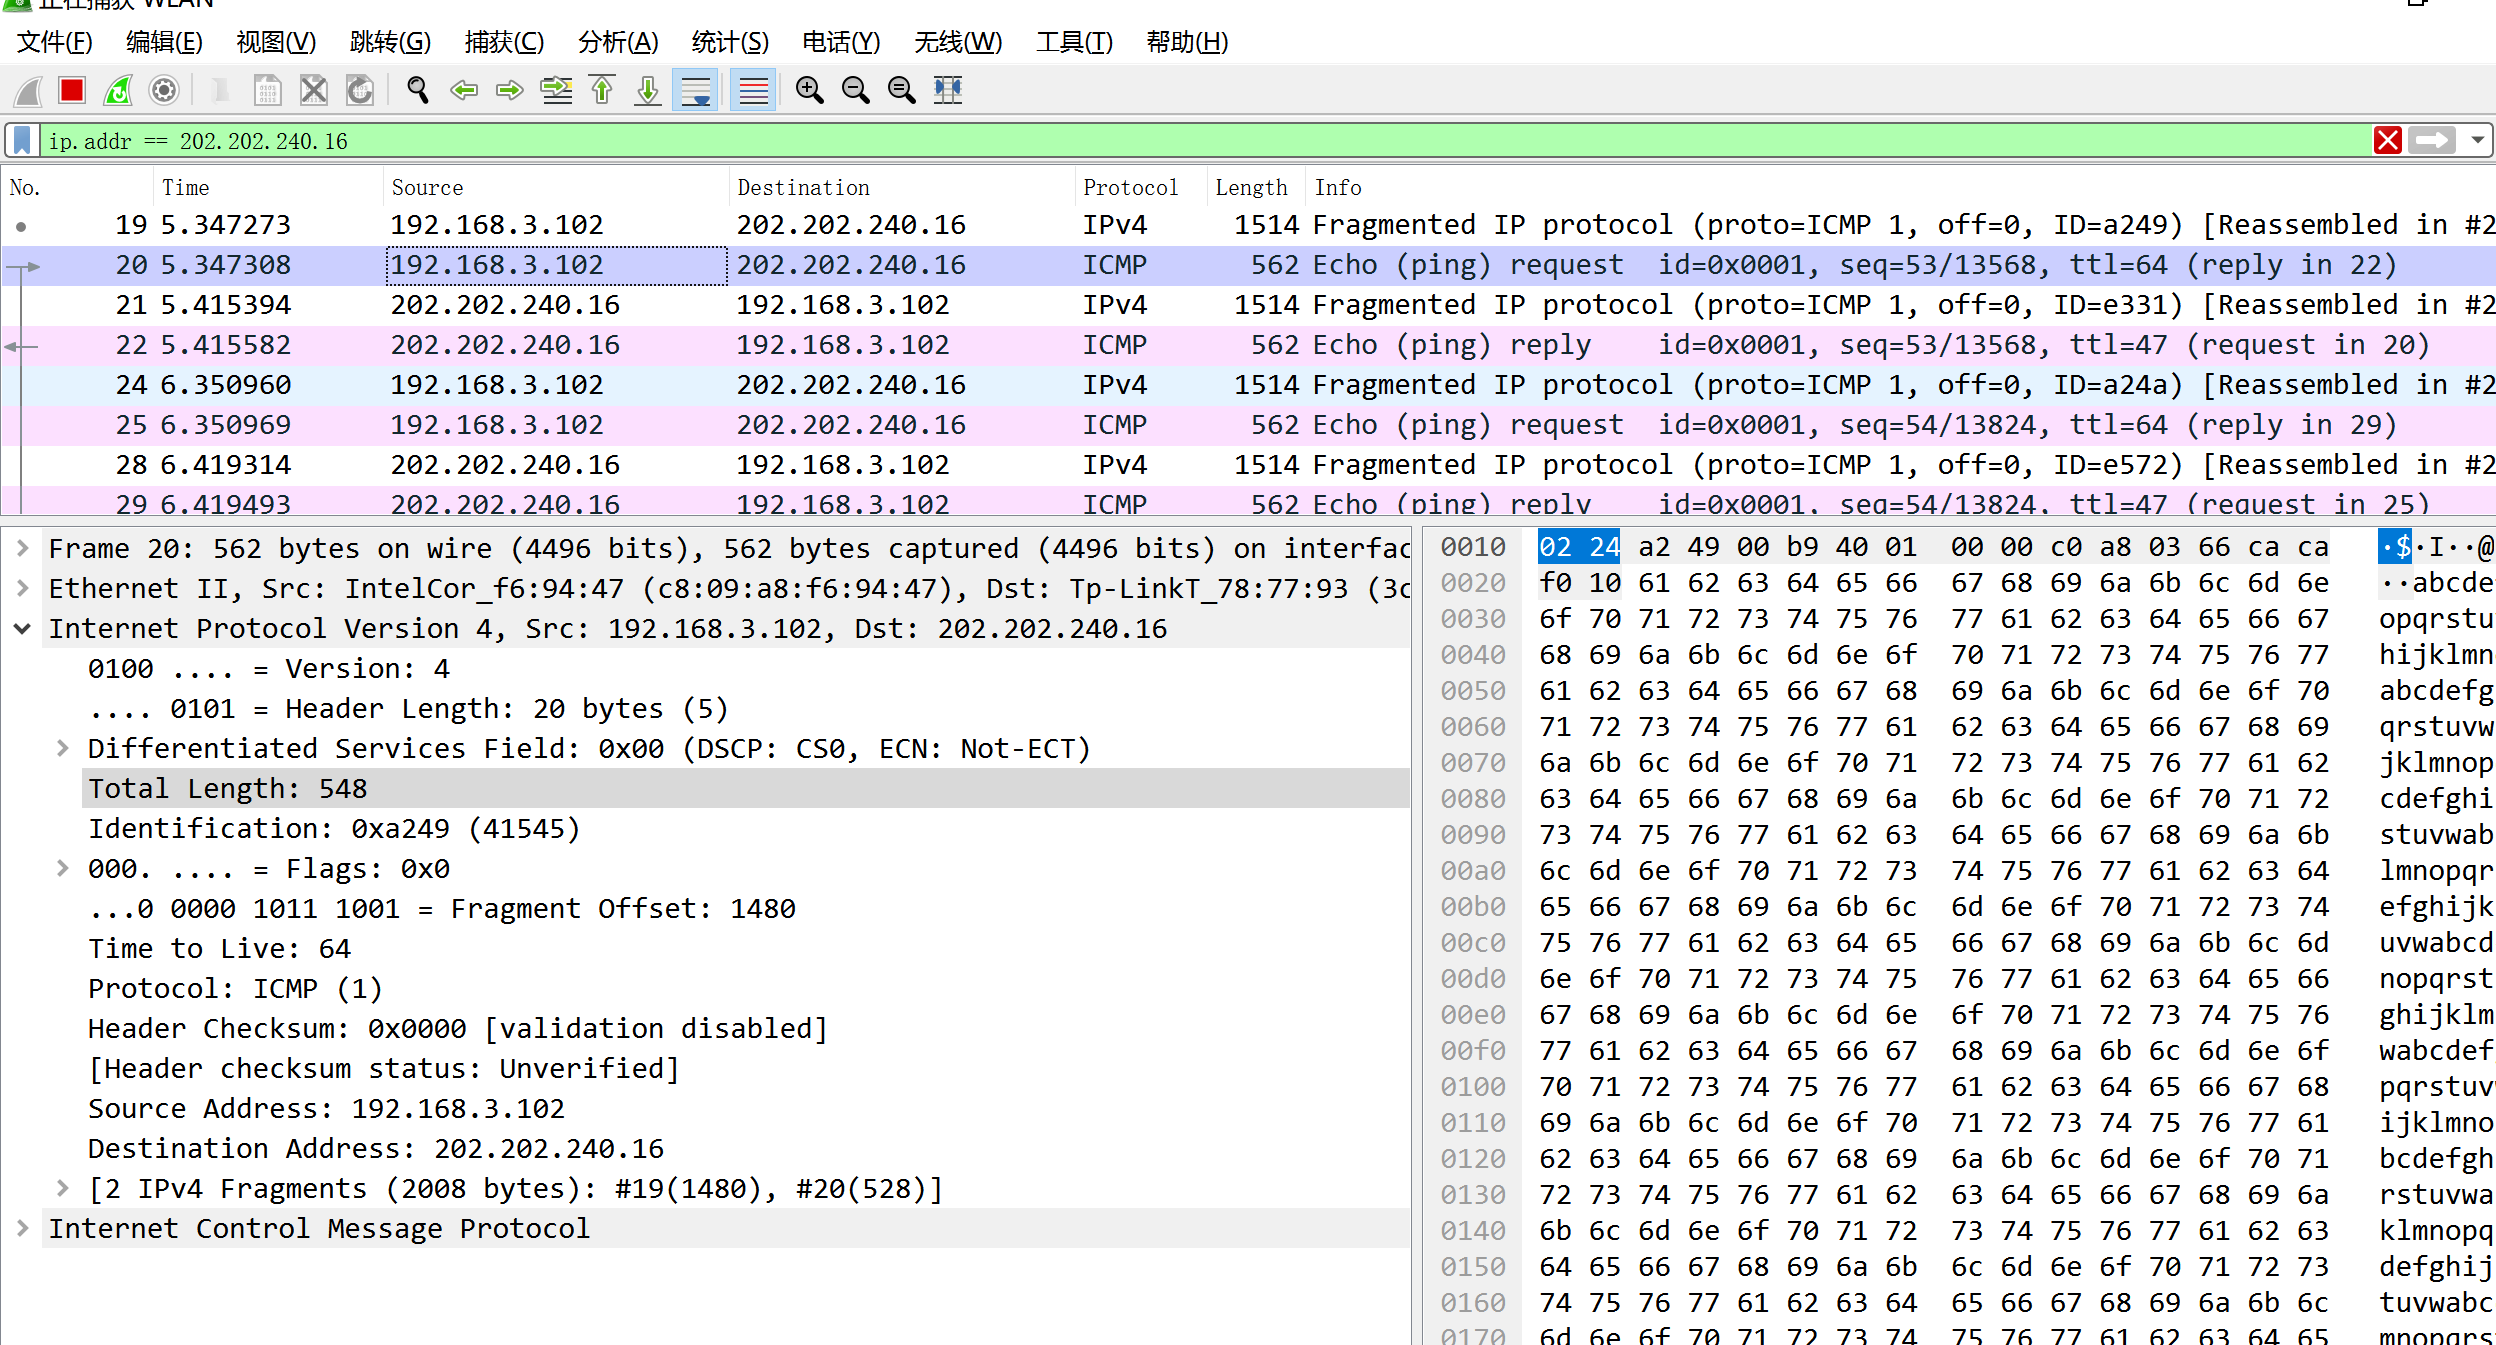 正在捕获 WLAN
文件(F) 编辑(E) 视图(V) 跳转(G) 捕获(C) 分析(A) 统计(S) 电话(Y) 无线(W) 工具(T) 帮助(H)
ip.addr == 202.202.240.16
No. Time Source Destination Protocol Length Info
19 5.347273 192.168.3.102 202.202.240.16 IPv4 1514 Fragmented IP protocol (proto=ICMP 1, off=0, ID=a249) [Reassembled in #2
20 5.347308 192.168.3.102 202.202.240.16 ICMP 562 Echo (ping) request id=0x0001, seq=53/13568, ttl=64 (reply in 22)
21 5.415394 202.202.240.16 192.168.3.102 IPv4 1514 Fragmented IP protocol (proto=ICMP 1, off=0, ID=e331) [Reassembled in #2
22 5.415582 202.202.240.16 192.168.3.102 ICMP 562 Echo (ping) reply id=0x0001, seq=53/13568, ttl=47 (request in 20)
24 6.350960 192.168.3.102 202.202.240.16 IPv4 1514 Fragmented IP protocol (proto=ICMP 1, off=0, ID=a24a) [Reassembled in #2
25 6.350969 192.168.3.102 202.202.240.16 ICMP 562 Echo (ping) request id=0x0001, seq=54/13824, ttl=64 (reply in 29)
28 6.419314 202.202.240.16 192.168.3.102 IPv4 1514 Fragmented IP protocol (proto=ICMP 1, off=0, ID=e572) [Reassembled in #2
29 6.419493 202.202.240.16 192.168.3.102 ICMP 562 Echo (ping) reply id=0x0001, seq=54/13824, ttl=47 (request in 25)
Frame 20: 562 bytes on wire (4496 bits), 562 bytes captured (4496 bits) on interfac
Ethernet II, Src: IntelCor_f6:94:47 (c8:09:a8:f6:94:47), Dst: Tp-LinkT_78:77:93 (3c
Internet Protocol Version 4, Src: 192.168.3.102, Dst: 202.202.240.16
0100 .... = Version: 4
.... 0101 = Header Length: 20 bytes (5)
Differentiated Services Field: 0x00 (DSCP: CS0, ECN: Not-ECT)
Total Length: 548
Identification: 0xa249 (41545)
000. .... = Flags: 0x0
...0 0000 1011 1001 = Fragment Offset: 1480
Time to Live: 64
Protocol: ICMP (1)
Header Checksum: 0x0000 [validation disabled]
[Header checksum status: Unverified]
Source Address: 192.168.3.102
Destination Address: 202.202.240.16
[2 IPv4 Fragments (2008 bytes): #19(1480), #20(528)]
Internet Control Message Protocol
0010 02 24 a2 49 00 b9 40 01 00 00 c0 a8 03 66 ca ca ·$·I··@
0020 f0 10 61 62 63 64 65 66 67 68 69 6a 6b 6c 6d 6e ··abcde
0030 6f 70 71 72 73 74 75 76 77 61 62 63 64 65 66 67 opqrstu
0040 68 69 6a 6b 6c 6d 6e 6f 70 71 72 73 74 75 76 77 hijklmn
0050 61 62 63 64 65 66 67 68 69 6a 6b 6c 6d 6e 6f 70 abcdefg
0060 71 72 73 74 75 76 77 61 62 63 64 65 66 67 68 69 qrstuvw
0070 6a 6b 6c 6d 6e 6f 70 71 72 73 74 75 76 77 61 62 jklmnop
0080 63 64 65 66 67 68 69 6a 6b 6c 6d 6e 6f 70 71 72 cdefghi
0090 73 74 75 76 77 61 62 63 64 65 66 67 68 69 6a 6b stuvwab
00a0 6c 6d 6e 6f 70 71 72 73 74 75 76 77 61 62 63 64 lmnopqr
00b0 65 66 67 68 69 6a 6b 6c 6d 6e 6f 70 71 72 73 74 efghijk
00c0 75 76 77 61 62 63 64 65 66 67 68 69 6a 6b 6c 6d uvwabcd
00d0 6e 6f 70 71 72 73 74 75 76 77 61 62 63 64 65 66 nopqrst
00e0 67 68 69 6a 6b 6c 6d 6e 6f 70 71 72 73 74 75 76 ghijklm
00f0 77 61 62 63 64 65 66 67 68 69 6a 6b 6c 6d 6e 6f wabcdef
0100 70 71 72 73 74 75 76 77 61 62 63 64 65 66 67 68 pqrstuv
0110 69 6a 6b 6c 6d 6e 6f 70 71 72 73 74 75 76 77 61 ijklmno
0120 62 63 64 65 66 67 68 69 6a 6b 6c 6d 6e 6f 70 71 bcdefgh
0130 72 73 74 75 76 77 61 62 63 64 65 66 67 68 69 6a rstuvwa
0140 6b 6c 6d 6e 6f 70 71 72 73 74 75 76 77 61 62 63 klmnopq
0150 64 65 66 67 68 69 6a 6b 6c 6d 6e 6f 70 71 72 73 defghij
0160 74 75 76 77 61 62 63 64 65 66 67 68 69 6a 6b 6c tuvwabc
0170 6d 6e 6f 70 71 72 73 74 75 76 77 61 62 63 64 65 mnopqrs